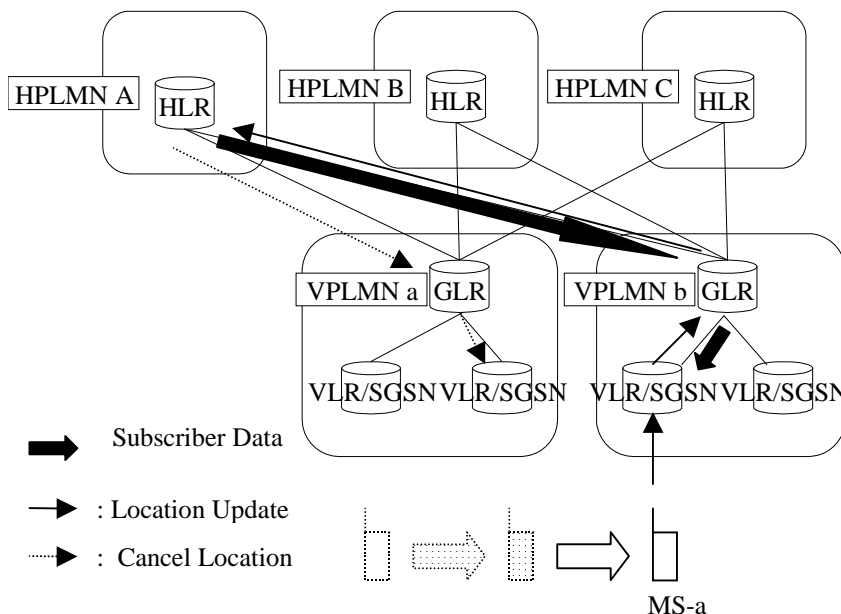 HPLMN A
HLR
HPLMN B
HLR
HPLMN C
HLR
VPLMN a
GLR
VPLMN b
GLR
VLR/SGSN
VLR/SGSN
VLR/SGSN
VLR/SGSN
Subscriber Data
: Location Update
: Cancel Location
MS-a